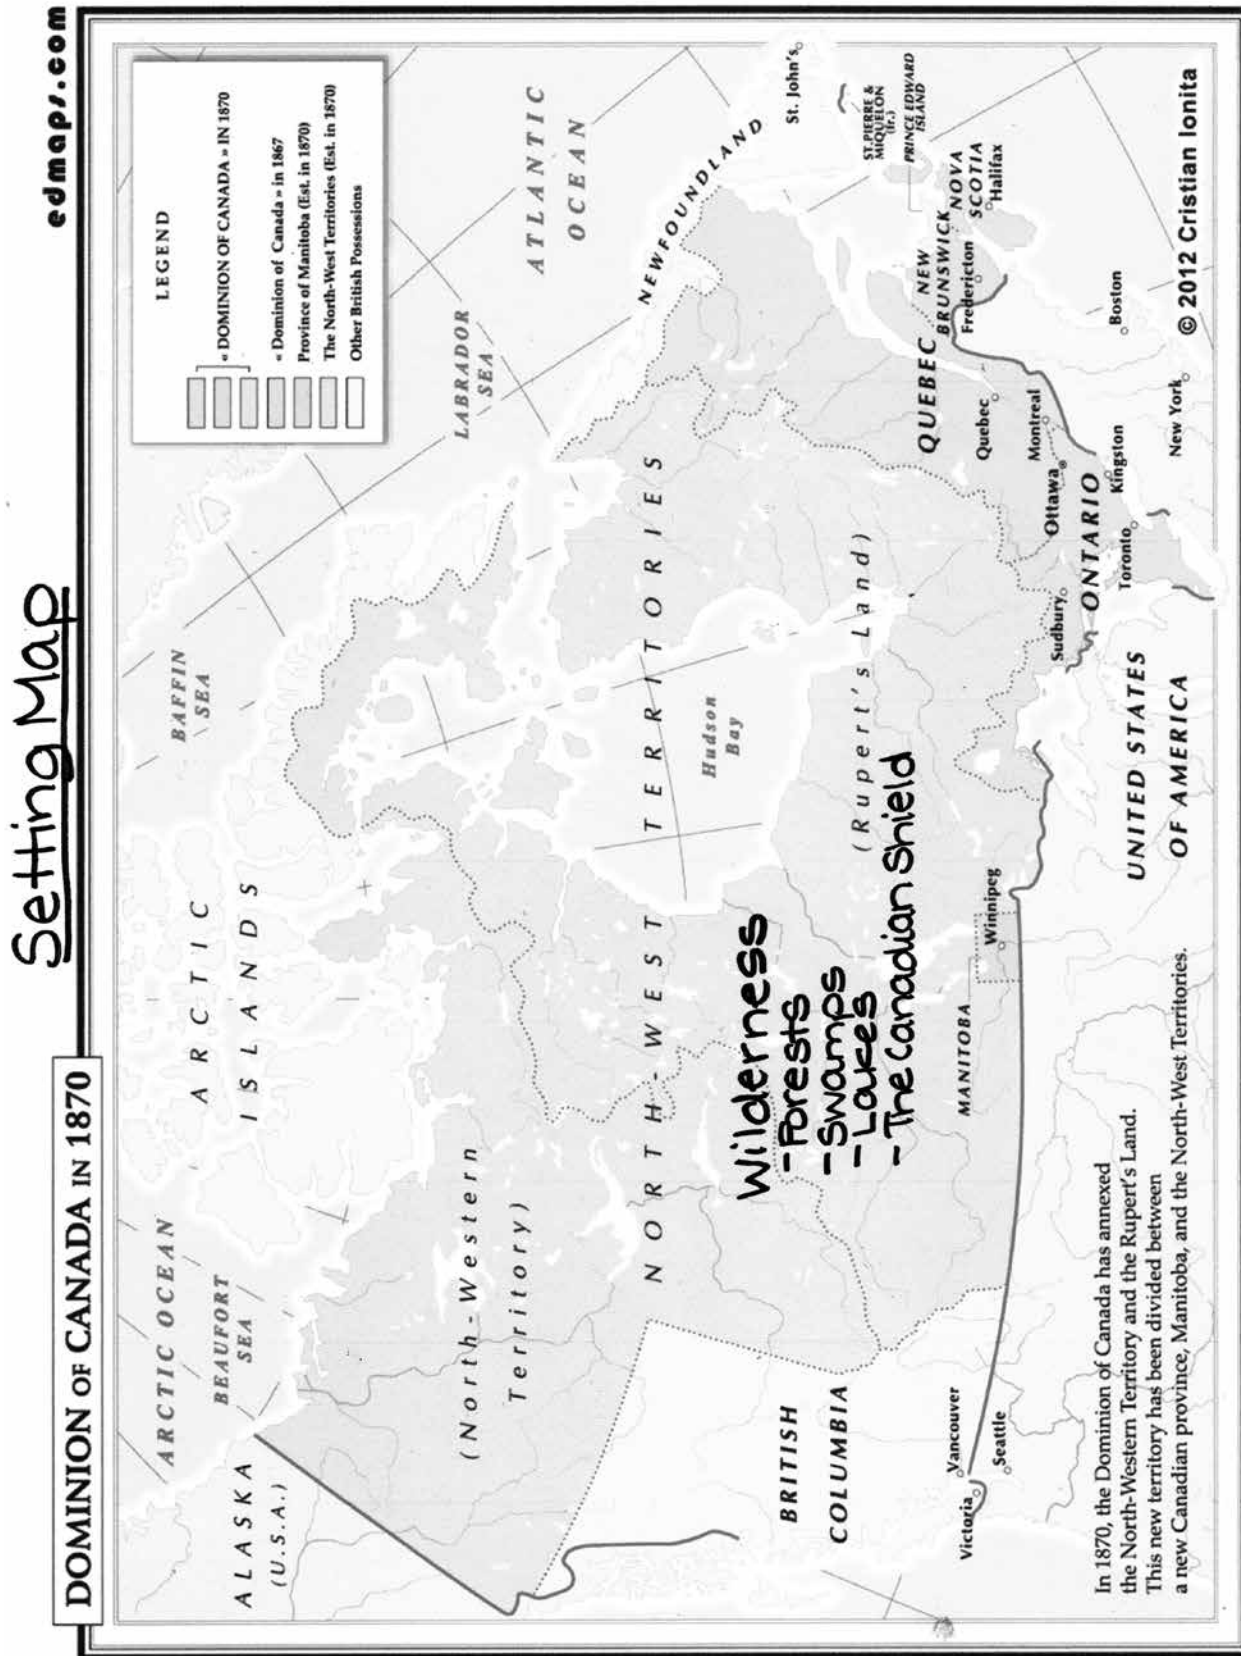 Setting Map
DOMINION OF CANADA IN 1870
edmaps.com
LEGEND
« DOMINION OF CANADA » IN 1870
« Dominion of Canada » in 1867
Province of Manitoba (Est. in 1870)
The North-West Territories (Est. in 1870)
Other British Possessions
ARCTIC OCEAN
BEAUFORT
SEA
ALASKA
(U.S.A.)
ARCTIC
ISLANDS
BAFFIN
SEA
LABRADOR
SEA
ATLANTIC
OCEAN
(North-Western
Territory)
NORTH-WEST TERRITORIES
Hudson
Bay
(Rupert's Land)
Wilderness
- Forests
- Swamps
- Lakes
- The Canadian Shield
NEWFOUNDLAND
St. John's
ST.PIERRE &
MIQUELON
(fr.)
PRINCE EDWARD
ISLAND
NOVA
SCOTIA
Halifax
NEW
BRUNSWICK
Fredericton
QUEBEC
Quebec
Montreal
Ottawa
ONTARIO
Kingston
Toronto
Sudbury
Boston
New York
BRITISH
COLUMBIA
Vancouver
Victoria
Seattle
MANITOBA
Winnipeg
UNITED STATES
OF AMERICA
In 1870, the Dominion of Canada has annexed
the North-Western Territory and the Rupert's Land.
This new territory has been divided between
a new Canadian province, Manitoba, and the North-West Territories.
© 2012 Cristian Ionita